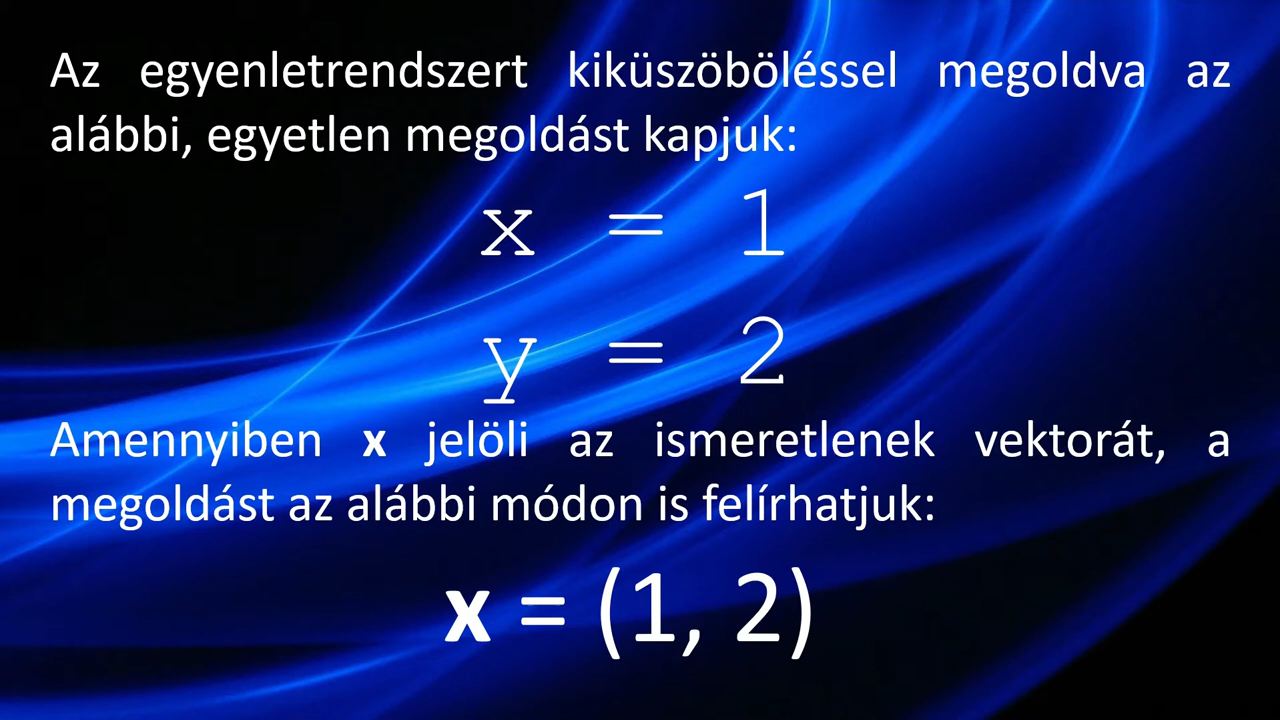 Az egyenletrendszert kiküszöböléssel megoldva az
alábbi, egyetlen megoldást kapjuk:
x = 1
y = 2
Amennyiben x jelöli az ismeretlenek vektorát, a
megoldást az alábbi módon is felírhatjuk:
x = (1, 2)